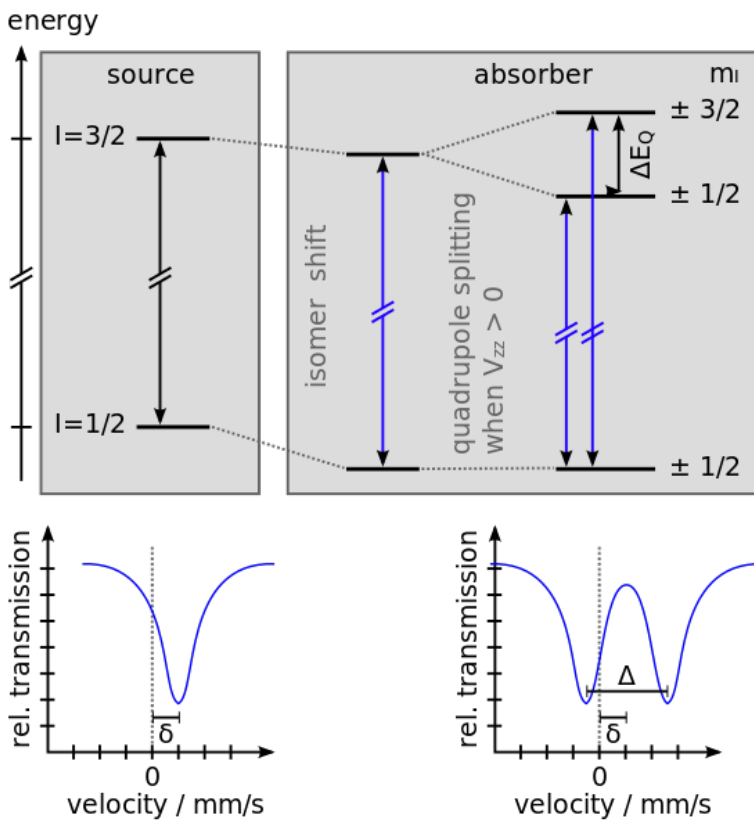 energy
source
absorber
mI
I=3/2
± 3/2
ΔEQ
± 1/2
isomer shift
quadrupole splitting
when Vzz > 0
I=1/2
± 1/2
rel. transmission
δ
0
velocity / mm/s
rel. transmission
Δ
δ
0
velocity / mm/s